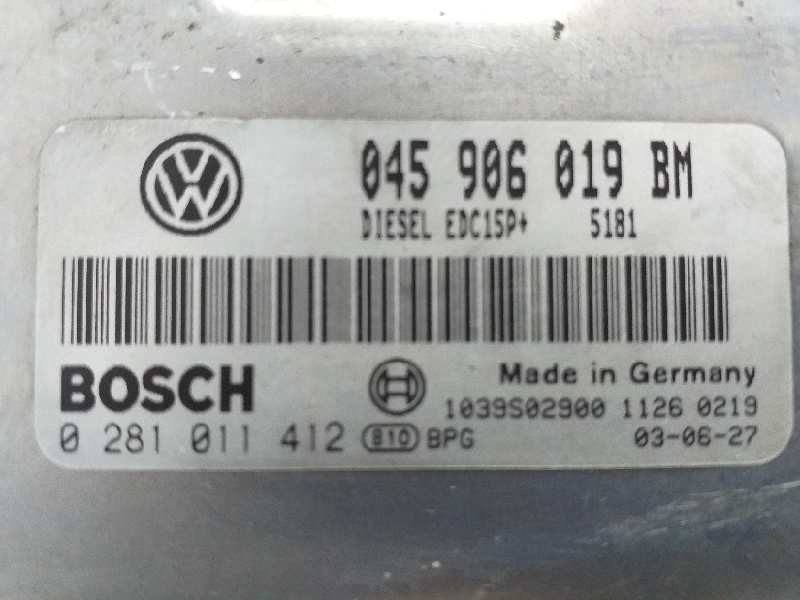 045 906 019 BM
DIESEL EDC15P+ 5181
BOSCH
Made in Germany
1039S02900 1126 0219
0 281 011 412 810 BPG 03-06-27